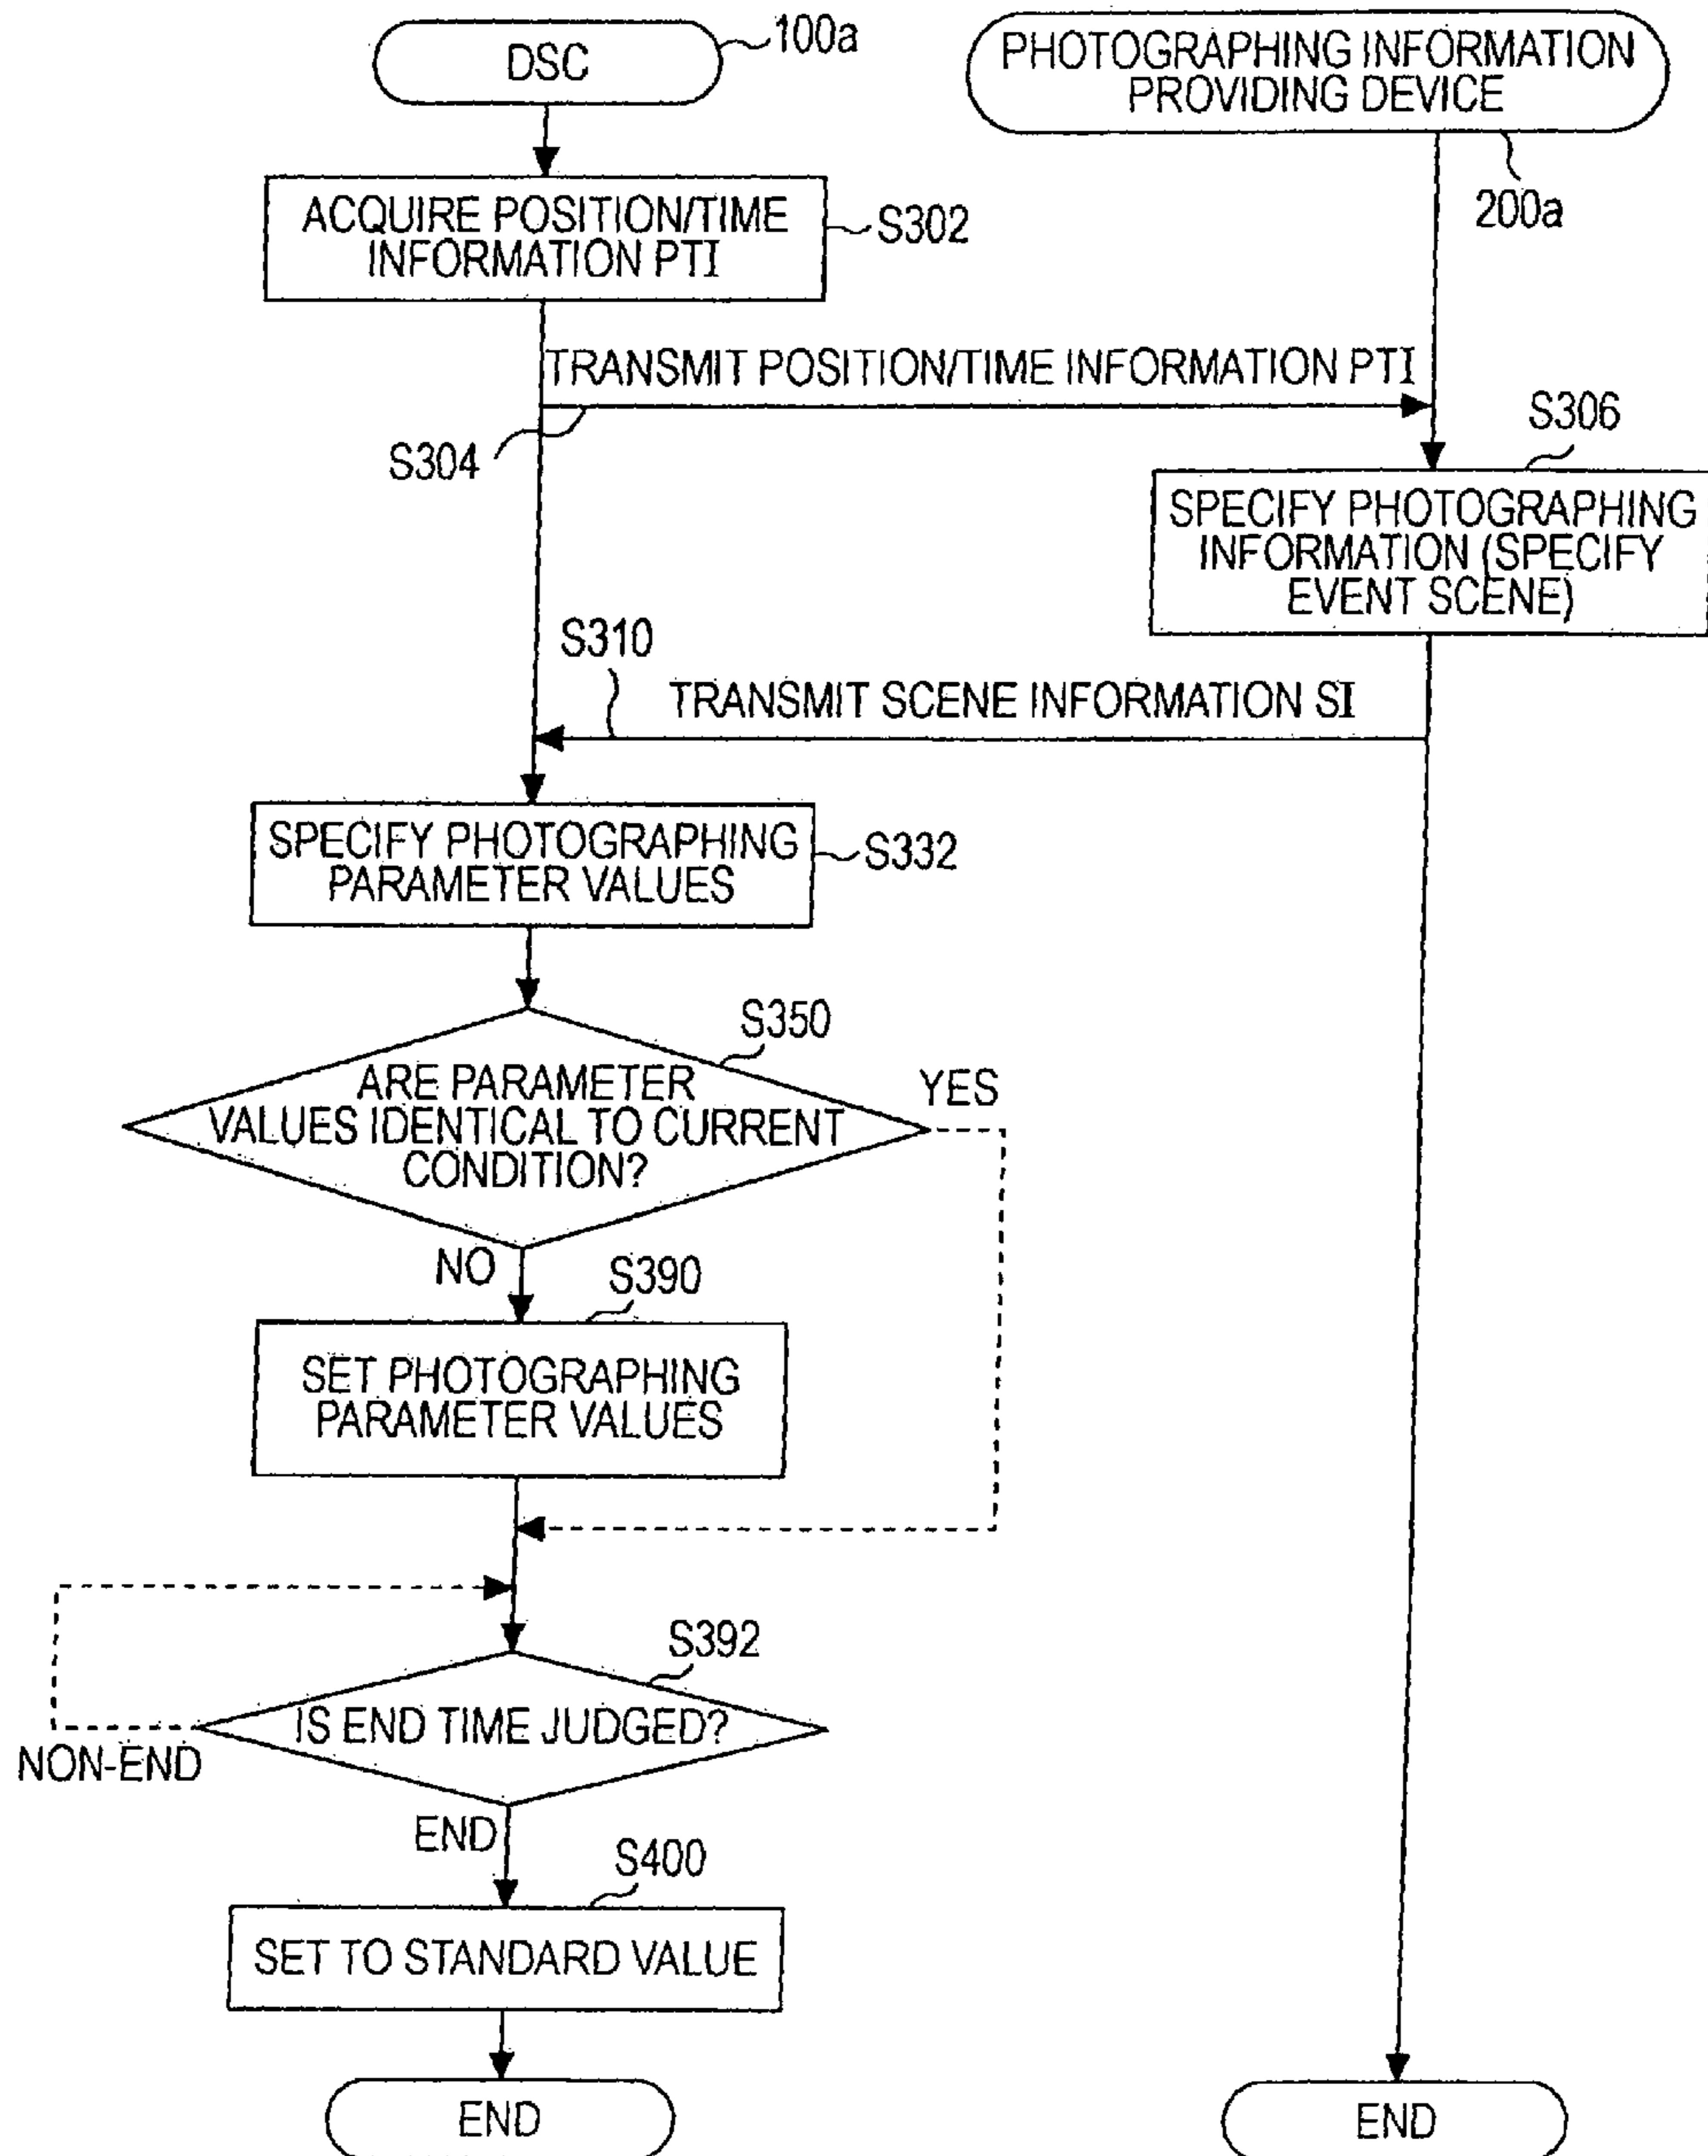 DSC
100a
PHOTOGRAPHING INFORMATION
PROVIDING DEVICE
200a
ACQUIRE POSITION/TIME
INFORMATION PTI
S302
TRANSMIT POSITION/TIME INFORMATION PTI
S304
S306
SPECIFY PHOTOGRAPHING
INFORMATION (SPECIFY
EVENT SCENE)
S310
TRANSMIT SCENE INFORMATION SI
SPECIFY PHOTOGRAPHING
PARAMETER VALUES
S332
S350
ARE PARAMETER
VALUES IDENTICAL TO CURRENT
CONDITION?
YES
NO
S390
SET PHOTOGRAPHING
PARAMETER VALUES
S392
IS END TIME JUDGED?
NON-END
END
S400
SET TO STANDARD VALUE
END
END